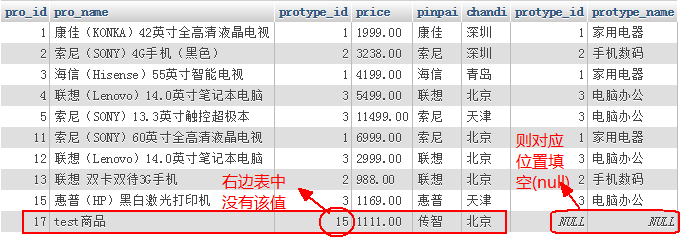 pro_id pro_name protype_id price pinpai chandi protype_id protype_name
1 康佳（KONKA）42英寸全高清液晶电视 1 1999.00 康佳 深圳 1 家用电器
2 索尼（SONY）4G手机（黑色） 2 3238.00 索尼 深圳 2 手机数码
3 海信（Hisense）55英寸智能电视 1 4199.00 海信 青岛 1 家用电器
4 联想（Lenovo）14.0英寸笔记本电脑 3 5499.00 联想 北京 3 电脑办公
5 索尼（SONY）13.3英寸触控超极本 3 11499.00 索尼 天津 3 电脑办公
11 索尼（SONY）60英寸全高清液晶电视 1 6999.00 索尼 北京 1 家用电器
12 联想（Lenovo）14.0英寸笔记本电脑 3 2999.00 联想 北京 3 电脑办公
13 联想 双卡双待3G手机 2 988.00 联想 北京 2 手机数码
15 惠普（HP）黑白激光打印机 3 1169.00 惠普 天津 3 电脑办公
17 test商品 15 1111.00 传智 北京 NULL NULL
右边表中
没有该值
则对应
位置填
空(null)